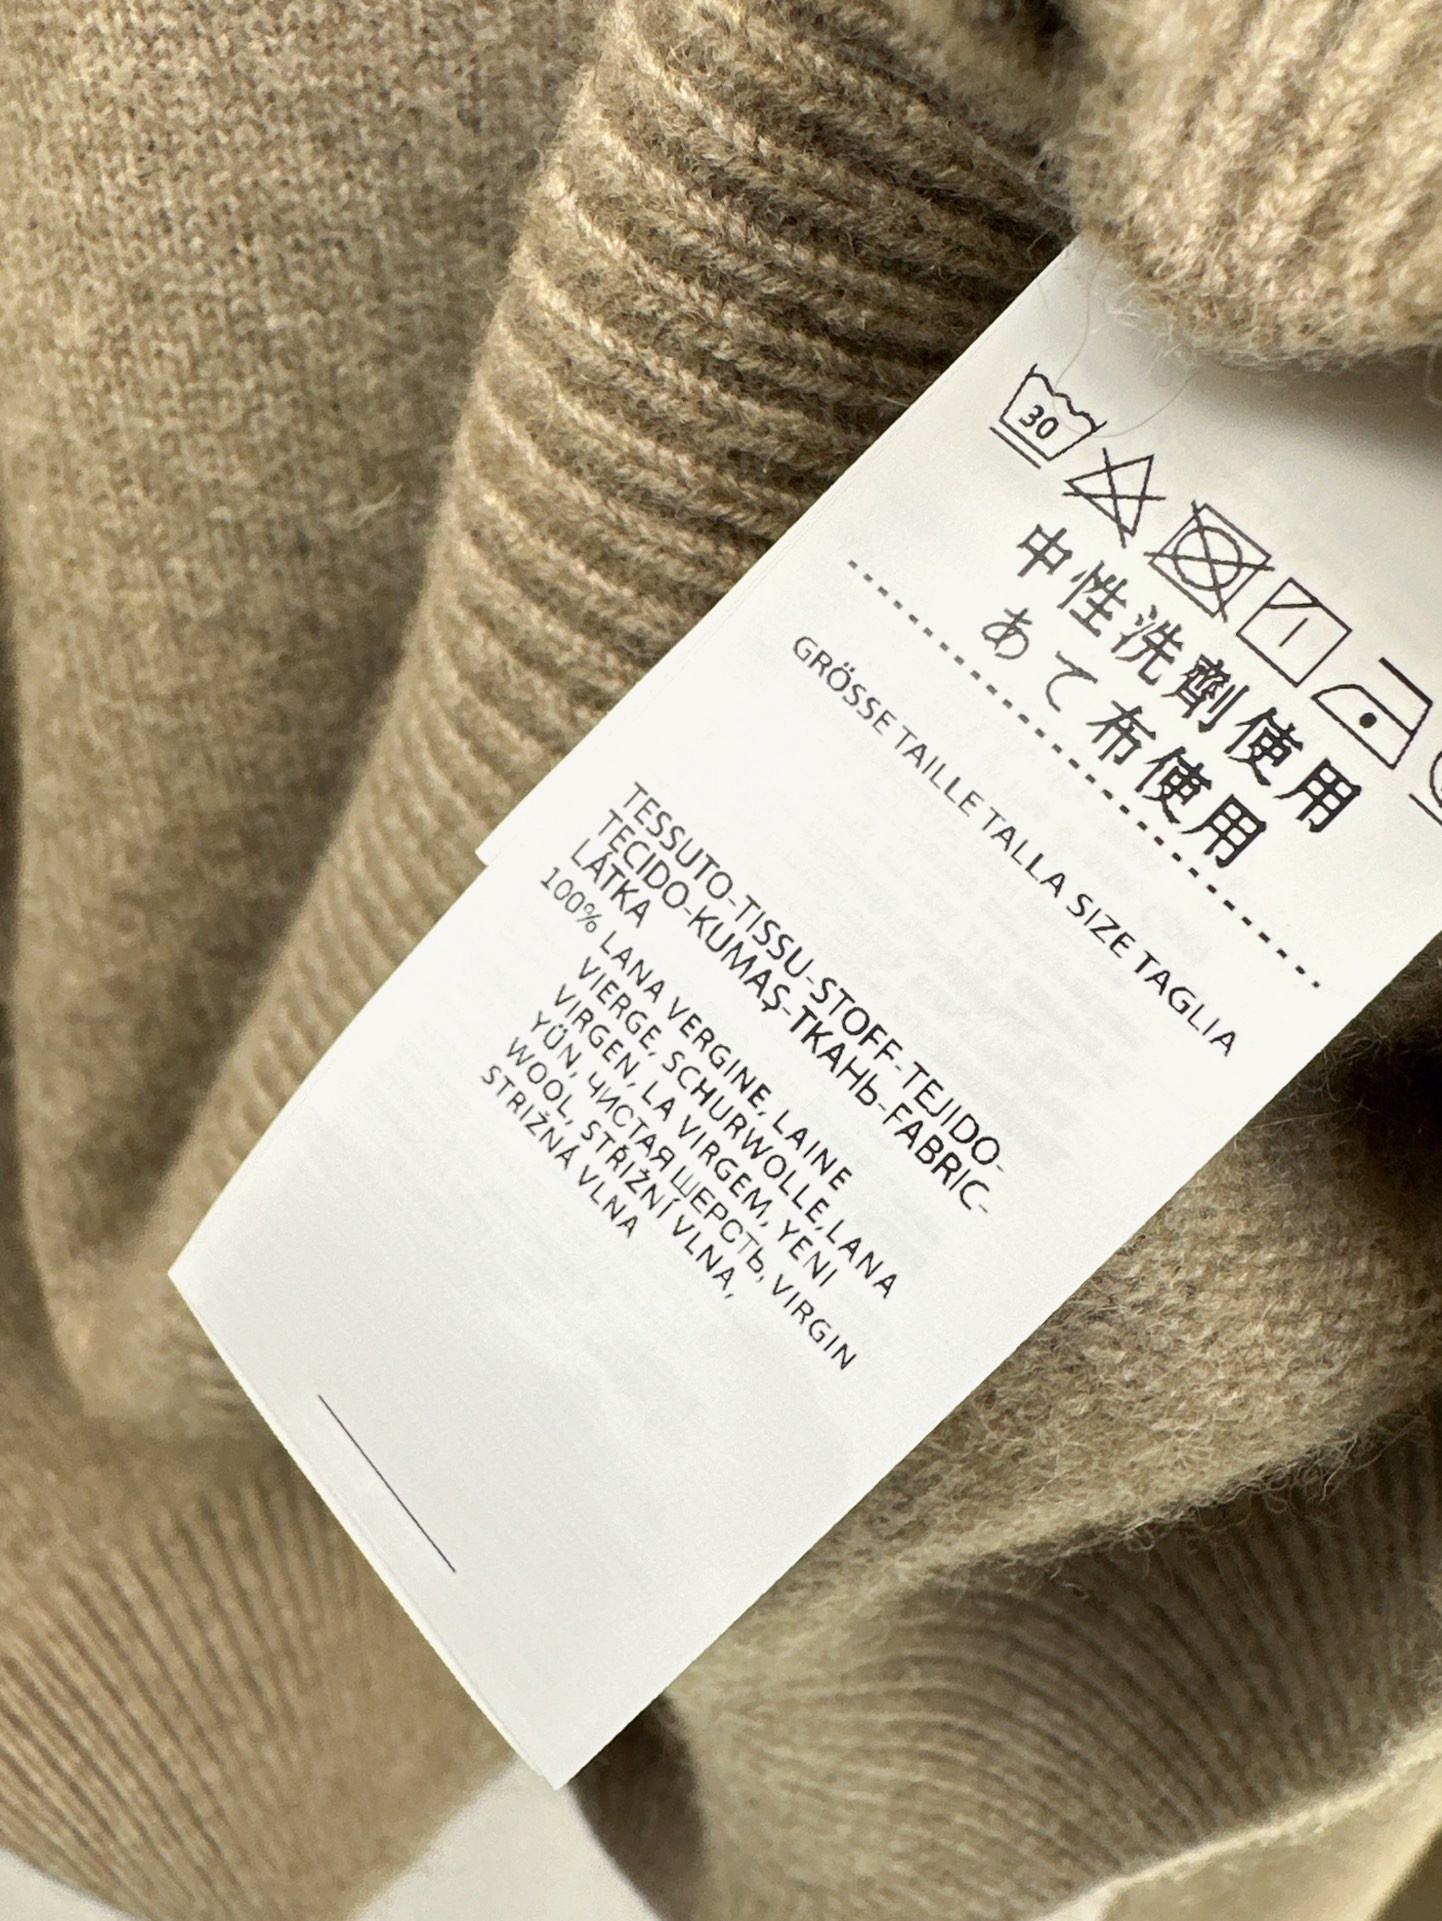 30
中性洗剤使用
あて布使用
GRÖSSE TAILLE TALLA SIZE TAGLIA
TESSUTO-TISSU-STOFF-TEJIDO-
TECIDO-KUMAŞ-ТКАНЬ-FABRIC-
LÁTKA
100% LANA VERGINE, LAINE
VIERGE, SCHURWOLLE, LANA
VIRGEN, LA VIRGEM, YENI
YÜN, ЧИСТАЯ ШЕРСТЬ, VIRGIN
WOOL, STŘIŽNÍ VLNA,
STRIŽNÁ VLNA